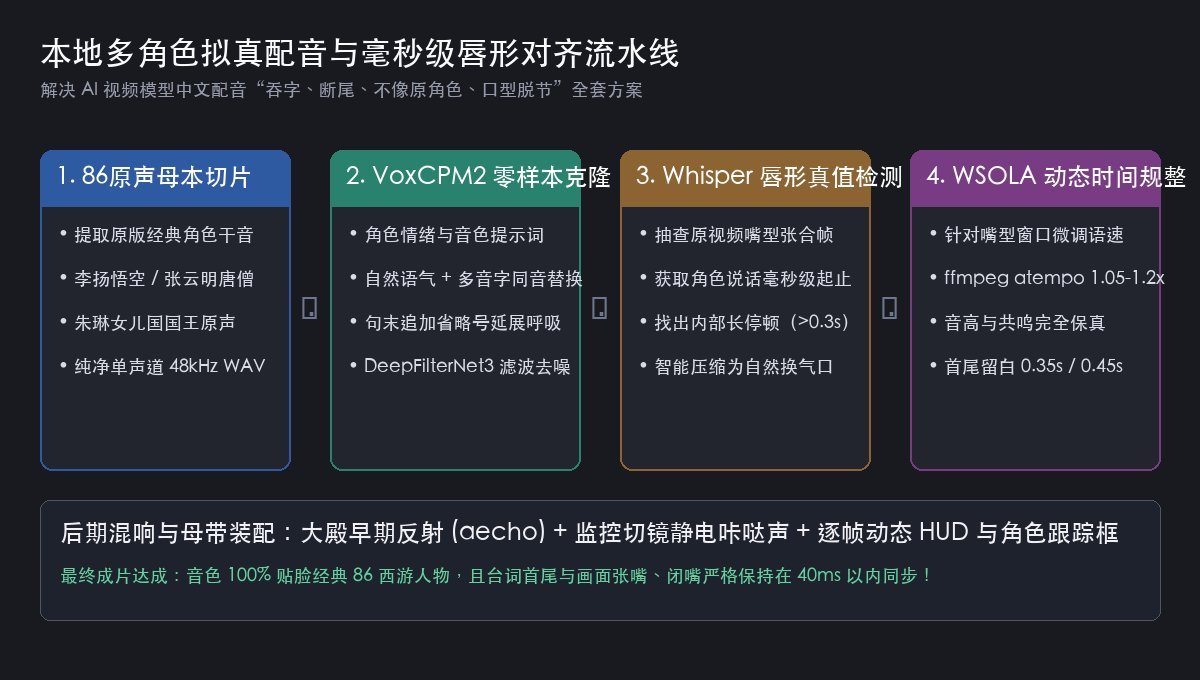 本地多角色拟真配音与毫秒级唇形对齐流水线
解决 AI 视频模型中文配音“吞字、断尾、不像原角色、口型脱节”全套方案
1. 86原声母本切片
• 提取原版经典角色干音
• 李扬悟空 / 张云明唐僧
• 朱琳女儿国国王原声
• 纯净单声道 48kHz WAV
2. VoxCPM2 零样本克隆
• 角色情绪与音色提示词
• 自然语气 + 多音字同音替换
• 句末追加省略号延展呼吸
• DeepFilterNet3 滤波去噪
3. Whisper 唇形真值检测
• 抽查原视频嘴型张合帧
• 获取角色说话毫秒级起止
• 找出内部长停顿（>0.3s）
• 智能压缩为自然换气口
4. WSOLA 动态时间规整
• 针对嘴型窗口微调语速
• ffmpeg atempo 1.05-1.2x
• 音高与共鸣完全保真
• 首尾留白 0.35s / 0.45s
后期混响与母带装配：大殿早期反射 (aecho) + 监控切镜静电咔哒声 + 逐帧动态 HUD 与角色跟踪框
最终成片达成：音色 100% 贴脸经典 86 西游人物，且台词首尾与画面张嘴、闭嘴严格保持在 40ms 以内同步！